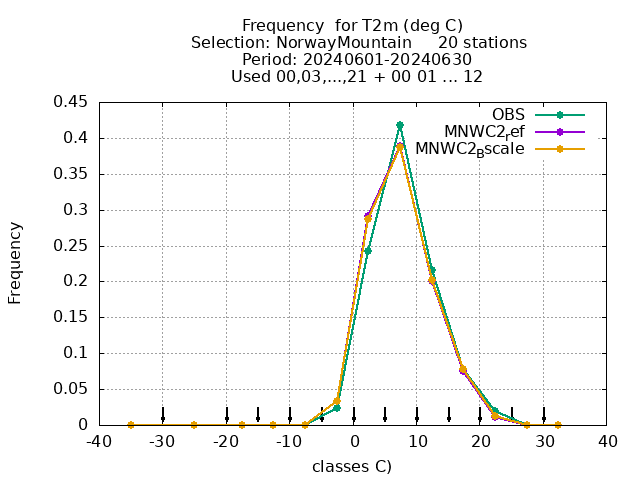 Frequency  for T2m (deg C)
Selection: NorwayMountain     20 stations
Period: 20240601-20240630
Used 00,03,...,21 + 00 01 ... 12
OBS
MNWC2ref
MNWC2Bscale
Frequency
0.45
0.4
0.35
0.3
0.25
0.2
0.15
0.1
0.05
0
-40 -30 -20 -10 0 10 20 30 40
classes C)